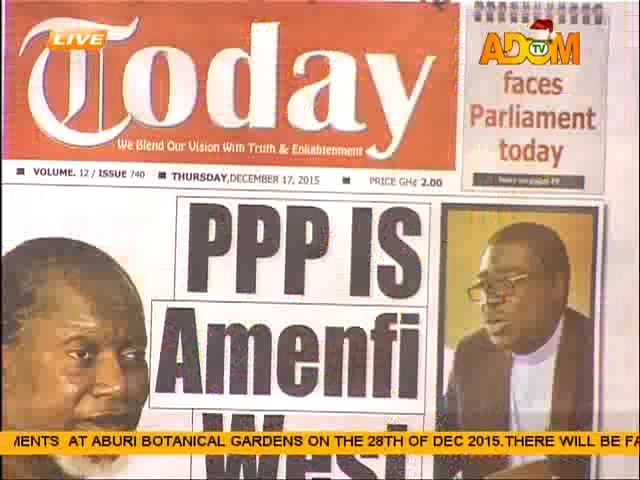 LIVE
Today
We Blend Our Vision With Truth & Enlightenment
VOLUME. 12 / ISSUE 740 THURSDAY, DECEMBER 17, 2015 PRICE GH¢ 2.00
ADOM
TV
faces
Parliament
today
PPP IS
Amenfi
West
MENTS AT ABURI BOTANICAL GARDENS ON THE 28TH OF DEC 2015.THERE WILL BE FA